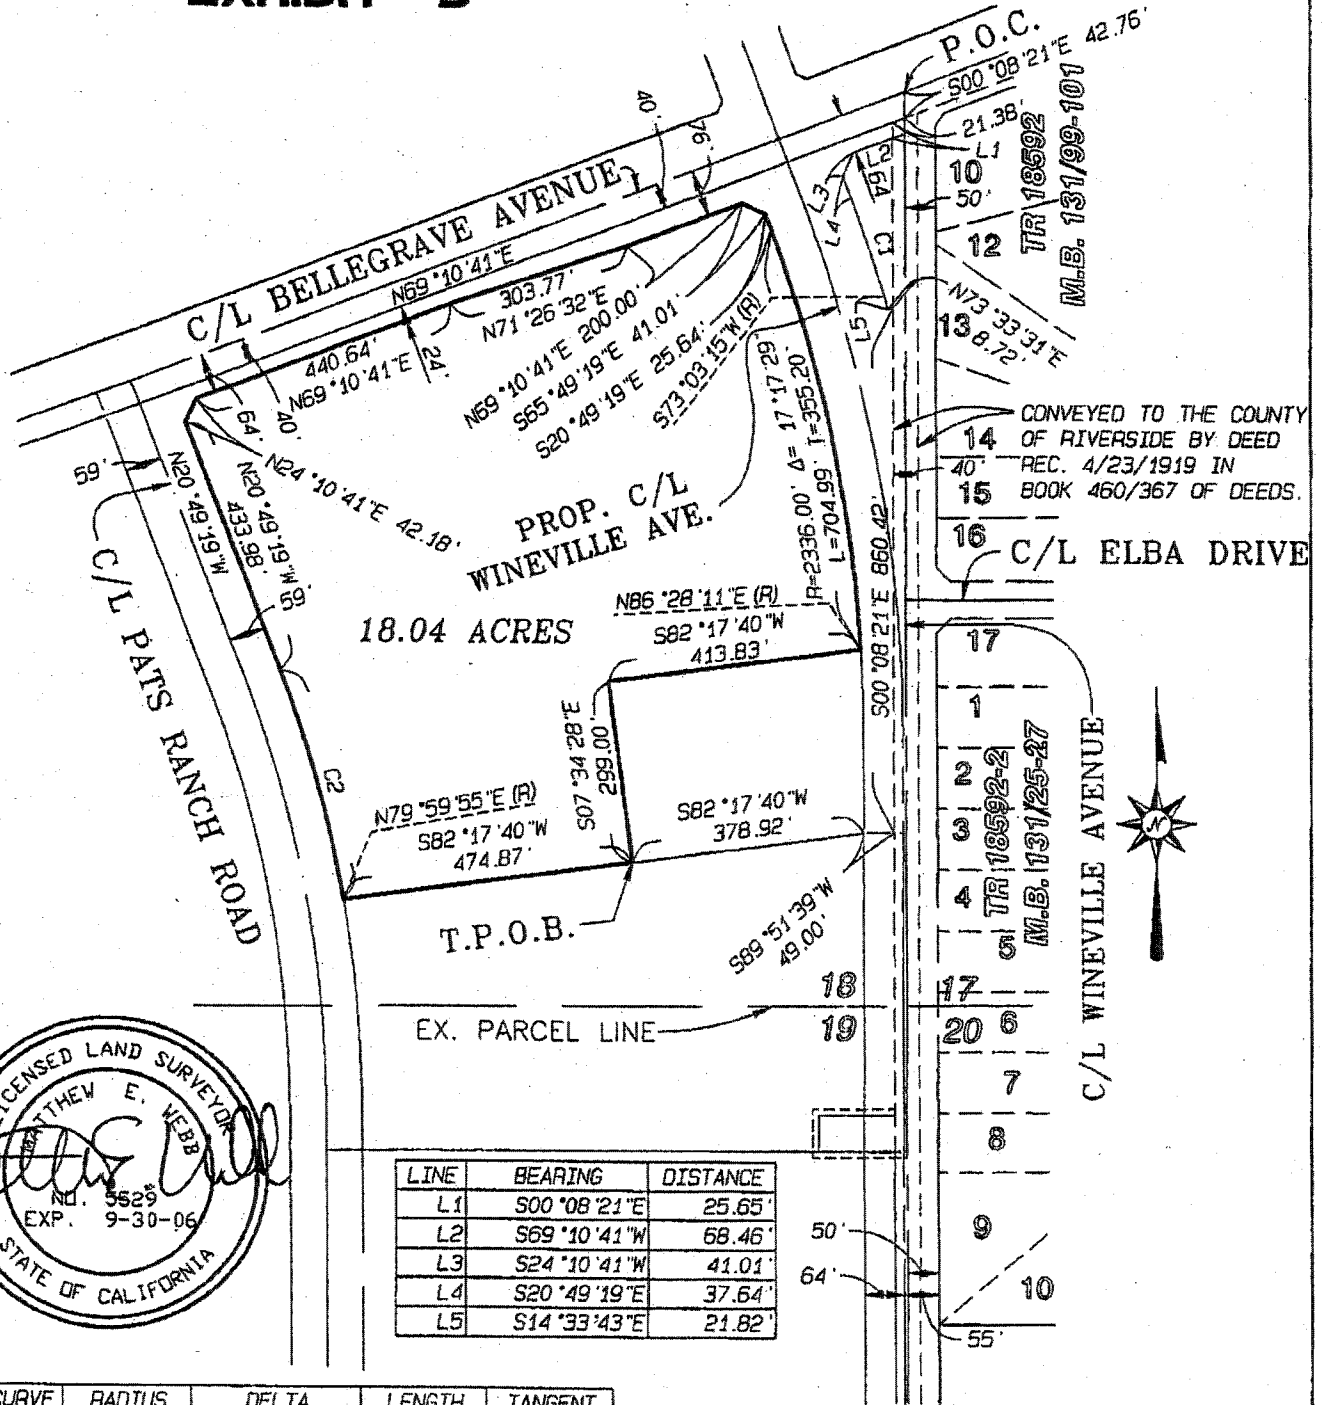 P.O.C.
S00°08'21"E 42.76'
21.38'
L1
TR 18592
M.B. 131/99-101
10
50'
12
13
N73°33'31"E
8.72'
40'
76'
C/L BELLEGRAVE AVENUE
N69°10'41"E
303.77'
N71°26'32"E
440.64'
N69°10'41"E
24'
N69°10'41"E 200.00'
S65°49'19"E 41.01'
S20°49'19"E 25.64'
S73°03'15"W (R)
L2
64'
L3
L4
C1
L5
64'
40'
N24°10'41"E 42.18'
59'
N20°49'19"W
N20°49'19"W
433.98'
59'
PROP. C/L
WINEVILLE AVE.
R=2336.00' Δ= 17°17'29"
L=704.99' T=355.20'
CONVEYED TO THE COUNTY
OF RIVERSIDE BY DEED
REC. 4/23/1919 IN
BOOK 460/367 OF DEEDS.
14
40'
15
16
C/L ELBA DRIVE
S00°08'21"E 860.42'
18.04 ACRES
N86°28'11"E (R)
S82°17'40"W
413.83'
17
C/L PATS RANCH ROAD
C2
S07°34'28"E
299.00'
N79°59'55"E (R)
S82°17'40"W
474.87'
S82°17'40"W
378.92'
1
2
3
4
5
TR 18592-2
M.B. 131/25-27
C/L WINEVILLE AVENUE
N
T.P.O.B.
S89°51'39"W
49.00'
18
17
EX. PARCEL LINE
19
20
6
7
8
9
10
LICENSED LAND SURVEYOR
MATTHEW E. WEBB
NO. 5529
EXP. 9-30-06
STATE OF CALIFORNIA
LINE BEARING DISTANCE
L1 S00°08'21"E 25.65'
L2 S69°10'41"W 68.46'
L3 S24°10'41"W 41.01'
L4 S20°49'19"E 37.64'
L5 S14°33'43"E 21.82'
50'
64'
55'
RADIUS DELTA LENGTH TANGENT